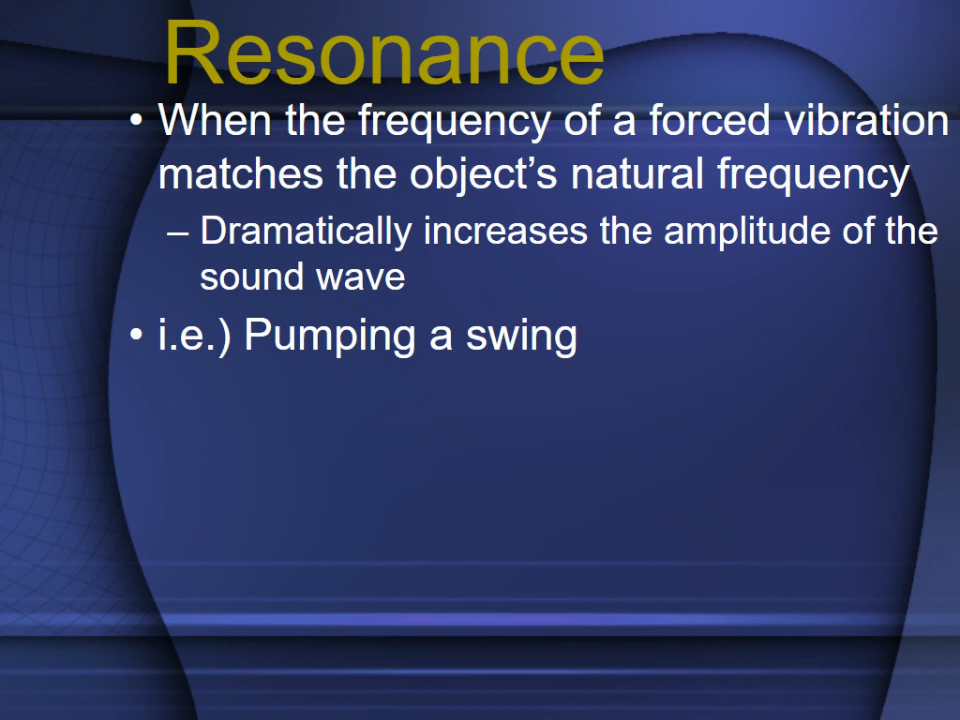 Resonance
• When the frequency of a forced vibration
matches the object’s natural frequency
– Dramatically increases the amplitude of the
sound wave
• i.e.) Pumping a swing